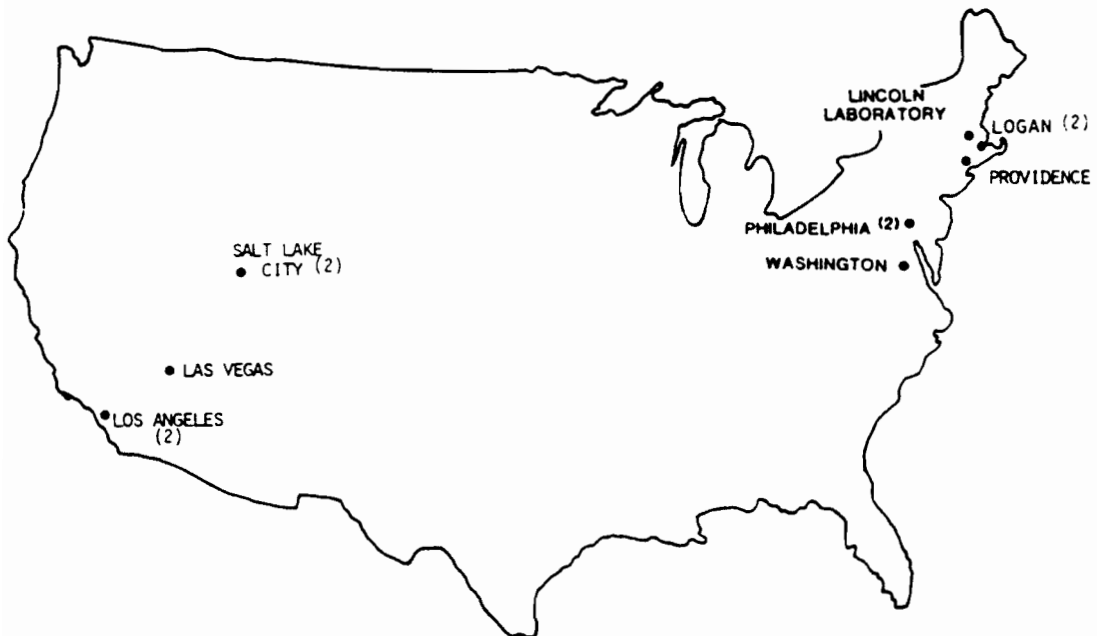 LINCOLN
LABORATORY
LOGAN (2)
PROVIDENCE
PHILADELPHIA (2)
WASHINGTON
SALT LAKE
CITY (2)
LAS VEGAS
LOS ANGELES
(2)